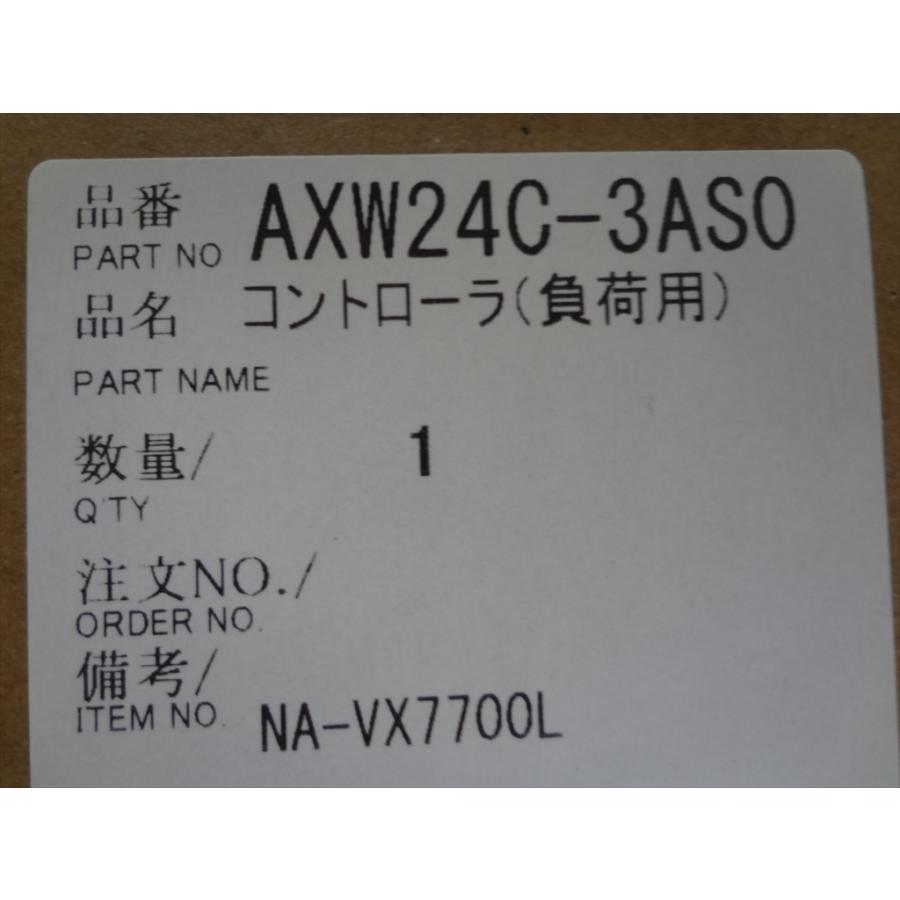 品番 AXW24C-3AS0
PART NO
品名 コントローラ(負荷用)
PART NAME
数量/ 1
Q'TY
注文NO./
ORDER NO.
備考/
ITEM NO. NA-VX7700L